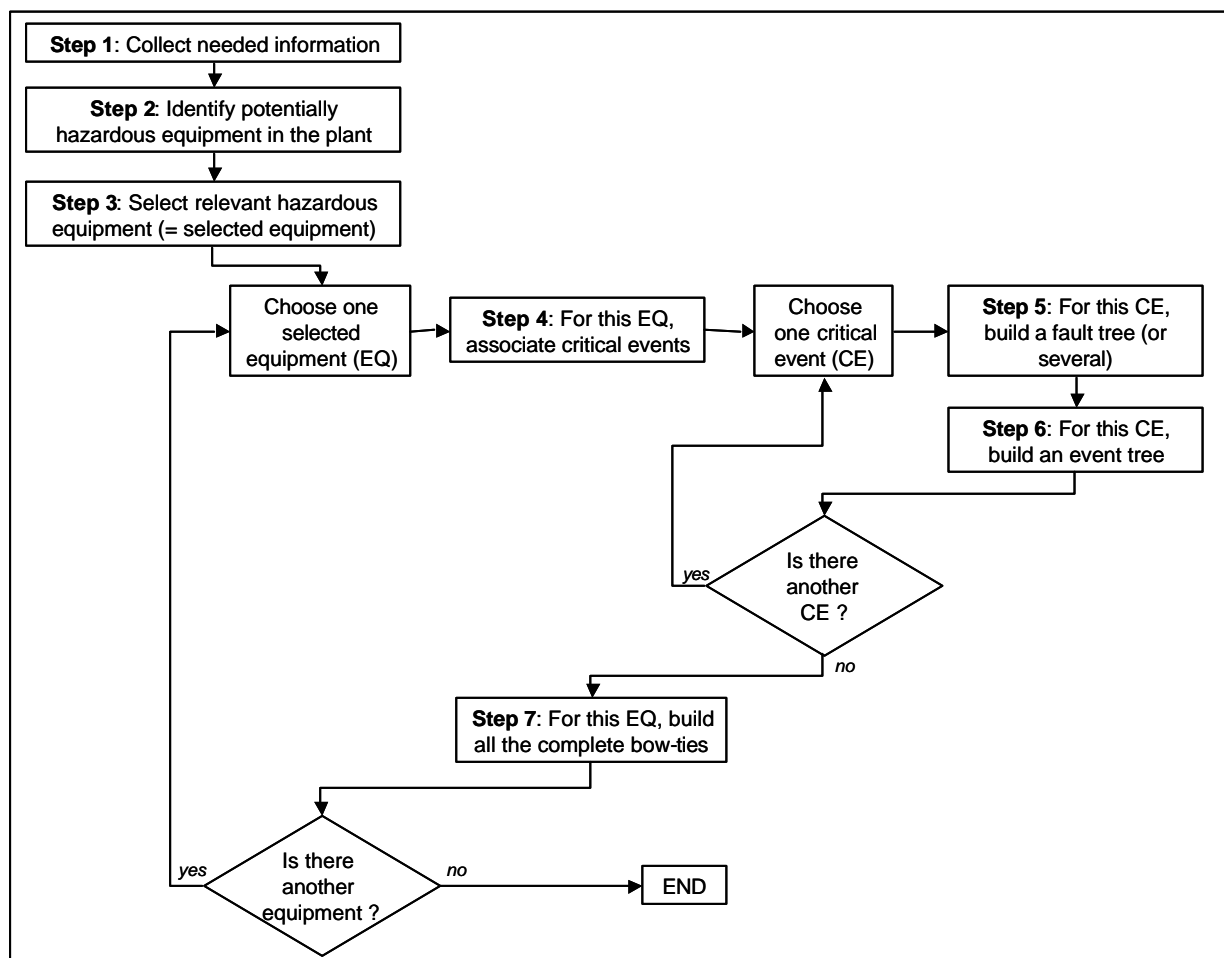 Step 1: Collect needed information
Step 2: Identify potentially
hazardous equipment in the plant
Step 3: Select relevant hazardous
equipment (= selected equipment)
Choose one
selected
equipment (EQ)
Step 4: For this EQ,
associate critical events
Choose
one critical
event (CE)
Step 5: For this CE,
build a fault tree (or
several)
Step 6: For this CE,
build an event tree
Is there
another
CE ?
yes
no
Step 7: For this EQ, build
all the complete bow-ties
Is there
another
equipment ?
yes
no
END